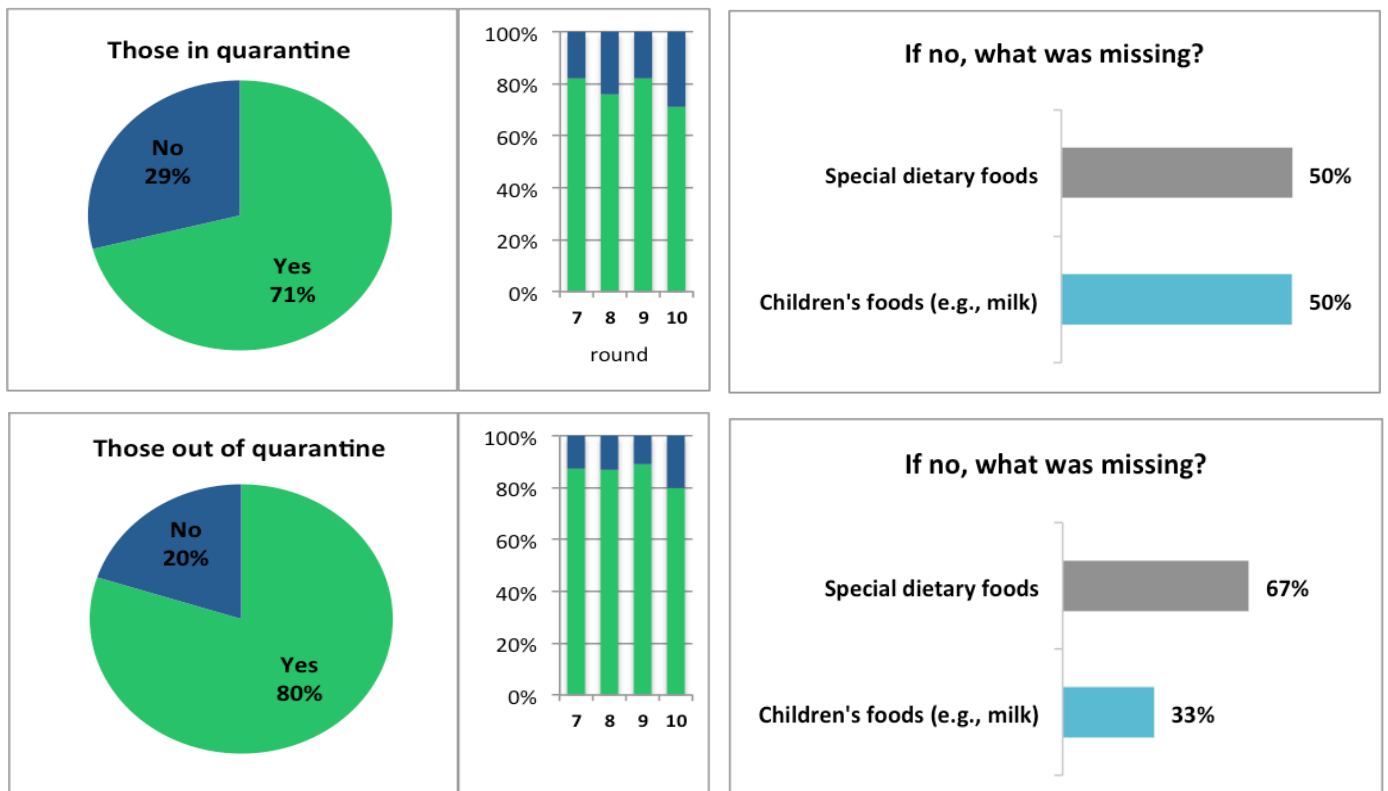 Those in quarantine
No
29%
Yes
71%
100%
80%
60%
40%
20%
0%
7 8 9 10
round
If no, what was missing?
Special dietary foods 50%
Children's foods (e.g., milk) 50%
Those out of quarantine
No
20%
Yes
80%
100%
80%
60%
40%
20%
0%
7 8 9 10
If no, what was missing?
Special dietary foods 67%
Children's foods (e.g., milk) 33%